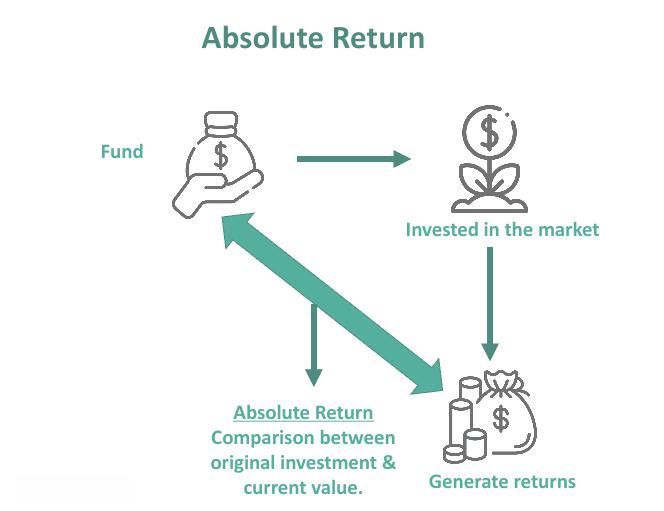 Absolute Return
Fund
$
$
Invested in the market
Absolute Return
Comparison between
original investment &
current value.
$
Generate returns